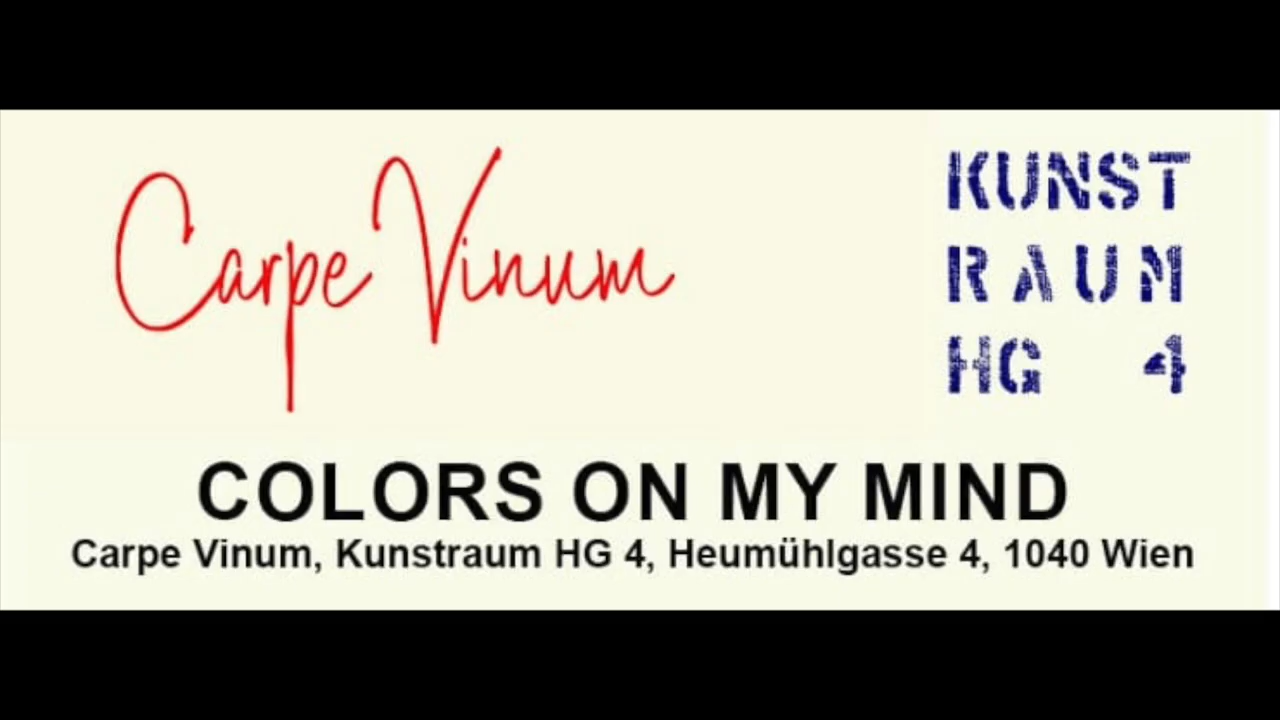 Carpe Vinum
KUNST
RAUM
HG 4
COLORS ON MY MIND
Carpe Vinum, Kunstraum HG 4, Heumühlgasse 4, 1040 Wien